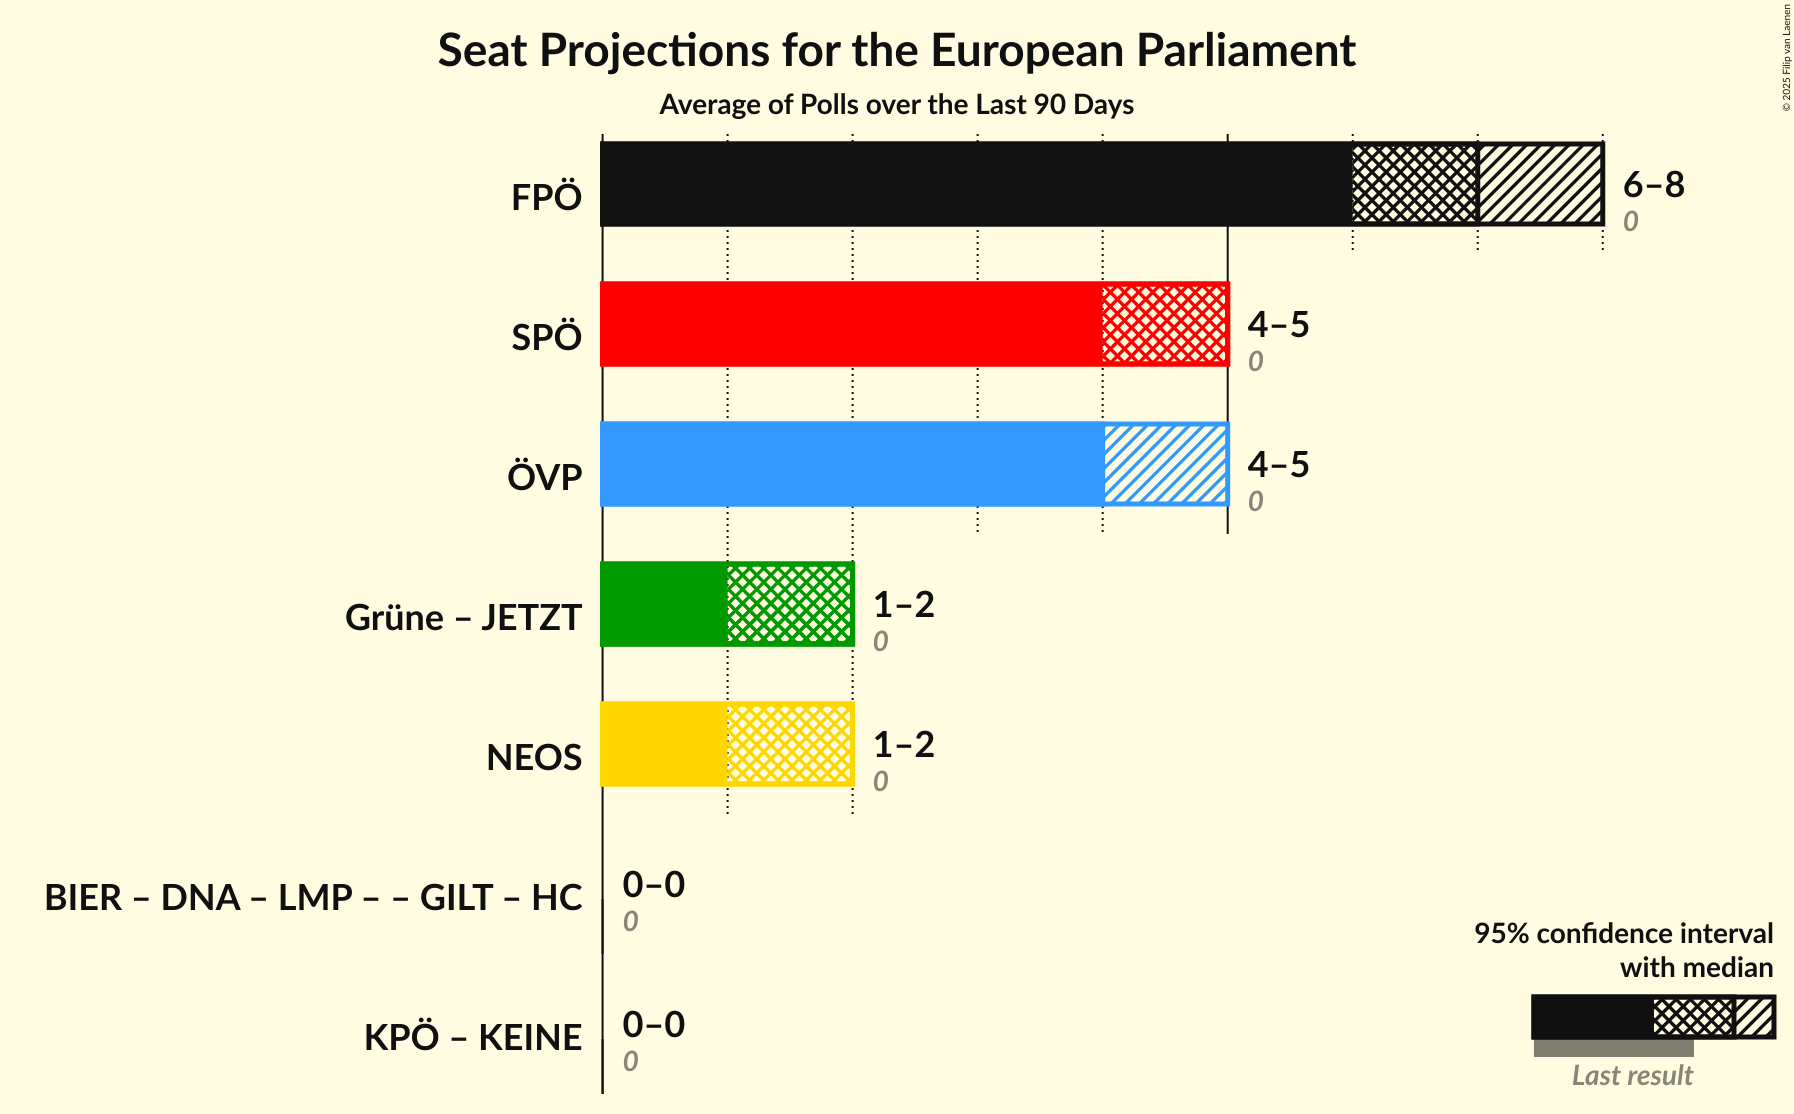 Seat Projections for the European Parliament
Average of Polls over the Last 90 Days
© 2025 Filip van Laenen
FPÖ
6–8
0
SPÖ
4–5
0
ÖVP
4–5
0
Grüne – JETZT
1–2
0
NEOS
1–2
0
BIER – DNA – LMP – – GILT – HC
0–0
0
KPÖ – KEINE
0–0
0
95% confidence interval
with median
Last result